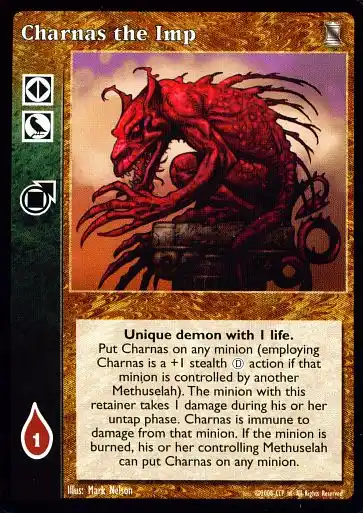 Charnas the Imp
Unique demon with 1 life.
Put Charnas on any minion (employing
Charnas is a +1 stealth Ⓓ action if that
minion is controlled by another
Methuselah). The minion with this
retainer takes 1 damage during his or her
untap phase. Charnas is immune to
damage from that minion. If the minion is
burned, his or her controlling Methuselah
can put Charnas on any minion.
1
Illus: Mark Nelson